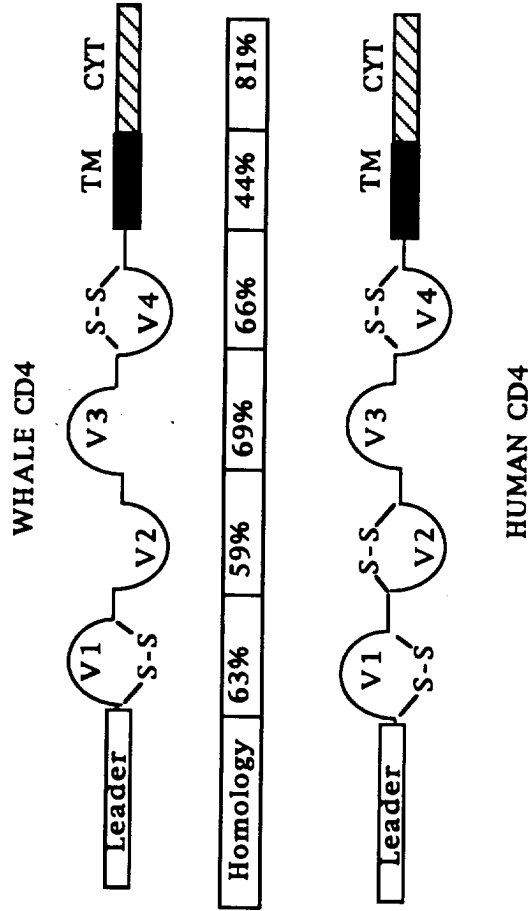 WHALE CD4
Leader V1 S-S V2 V3 V4 S-S TM CYT
Homology 63% 59% 69% 66% 44% 81%
Leader V1 S-S V2 S-S V3 V4 S-S TM CYT
HUMAN CD4